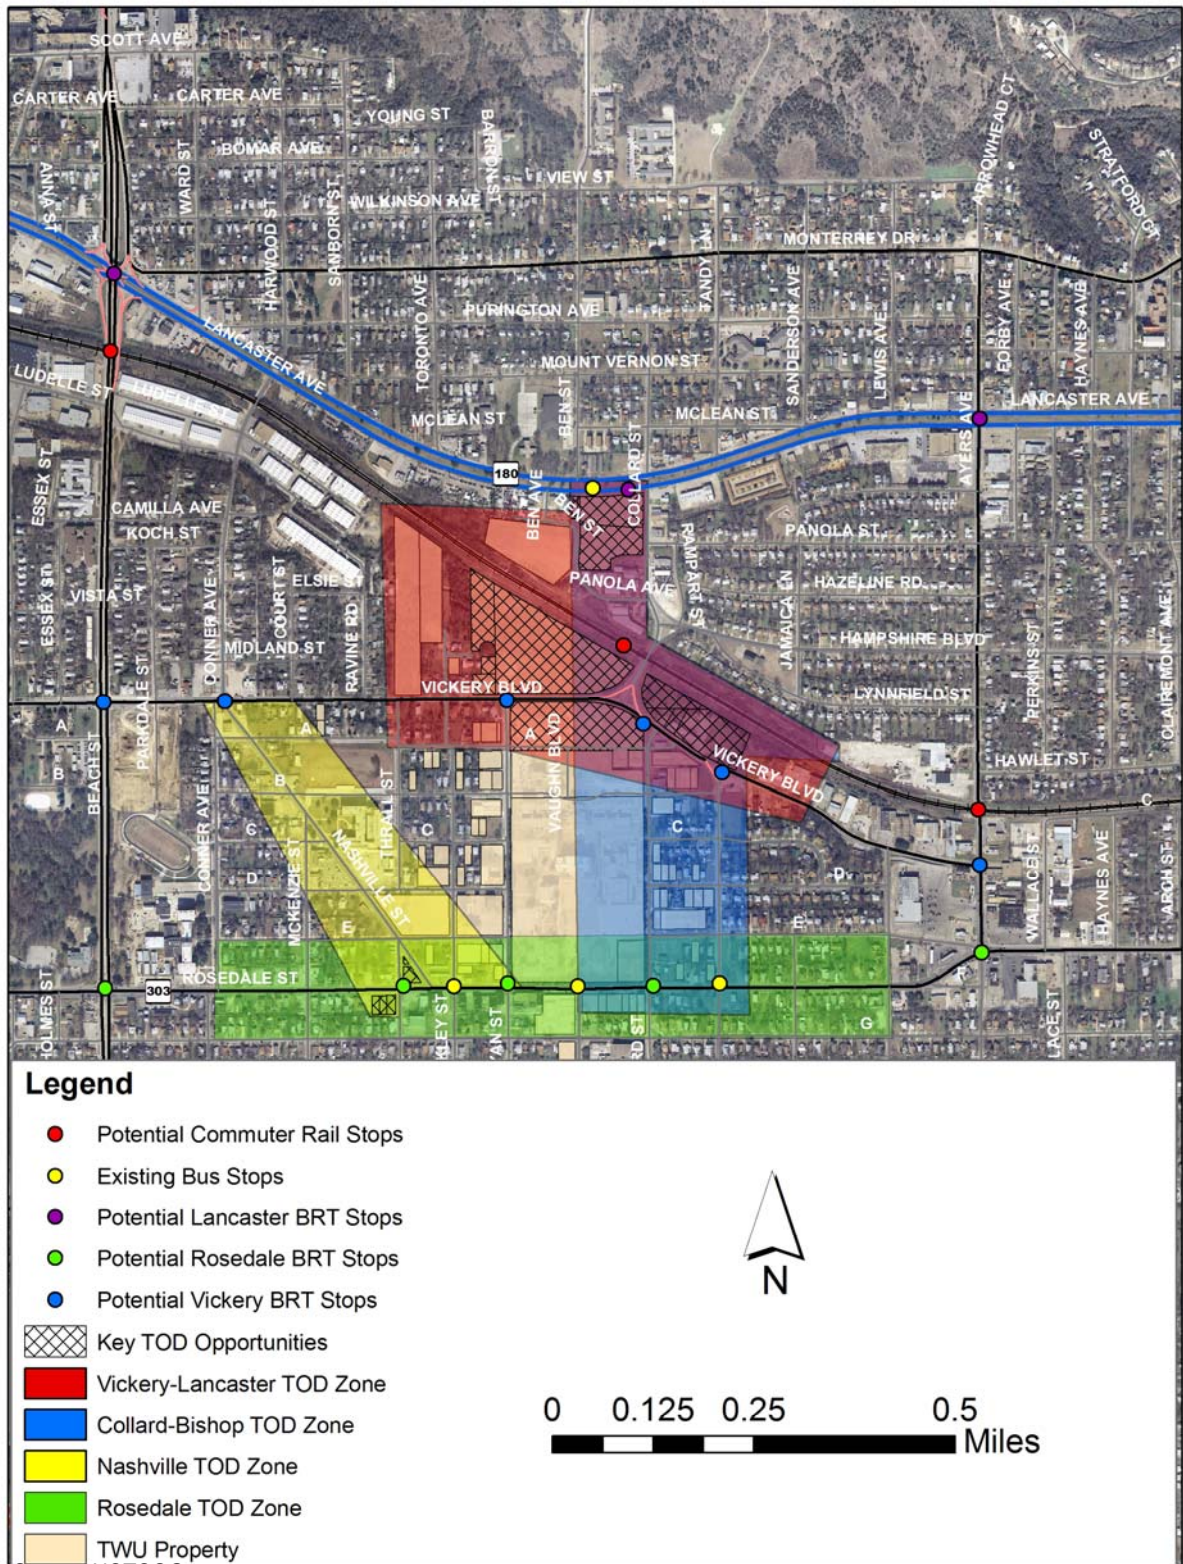 SCOTT AVE
CARTER AVE
CARTER AVE
YOUNG ST
BARRON ST
ARROWHEAD CT
STRATFORD CT
ANNA ST
WARD ST
BOMAR AVE
VIEW ST
HARWOOD ST
SANBORN ST
WILKINSON AVE
TANDY LN
MONTERREY DR
TORONTO AVE
PURINGTON AVE
SANDERSON AVE
LEWIS AVE
FORBY AVE
HAYNES AVE
LANCASTER AVE
MOUNT VERNON ST
LUDELLE ST
LUDELLE ST
MCLEAN ST
BEN ST
MCLEAN ST
AYERS AVE
LANCASTER AVE
180
ESSEX ST
CAMILLA AVE
KOCH ST
BEN AVE
BEN ST
COLLARD ST
RAMPART ST
PANOLA ST
ESSEX ST
VISTA ST
CONNER AVE
COURT ST
ELSIE ST
RAVINE RD
PANOLA AVE
JAMAICA LN
HAZELINE RD
HAMPSHIRE BLVD
PERKINS ST
CLAIREMONT AVE
MIDLAND ST
VICKERY BLVD
LYNNFIELD ST
PARKDALE ST
A
A
A
VAUGHN BLVD
VICKERY BLVD
HAWLET ST
B
BEACH ST
B
CONNER AVE
C
MCKENZIE ST
NASHVILLE ST
THRALL ST
C
C
C
D
D
WALLACE ST
HAYNES AVE
ARCH ST
E
E
HOLMES ST
303
ROSEDALE ST
F
G
KLEY ST
VAN ST
RD ST
LACE ST
Legend
Potential Commuter Rail Stops
Existing Bus Stops
Potential Lancaster BRT Stops
Potential Rosedale BRT Stops
Potential Vickery BRT Stops
Key TOD Opportunities
Vickery-Lancaster TOD Zone
Collard-Bishop TOD Zone
Nashville TOD Zone
Rosedale TOD Zone
TWU Property
N
0 0.125 0.25 0.5
Miles